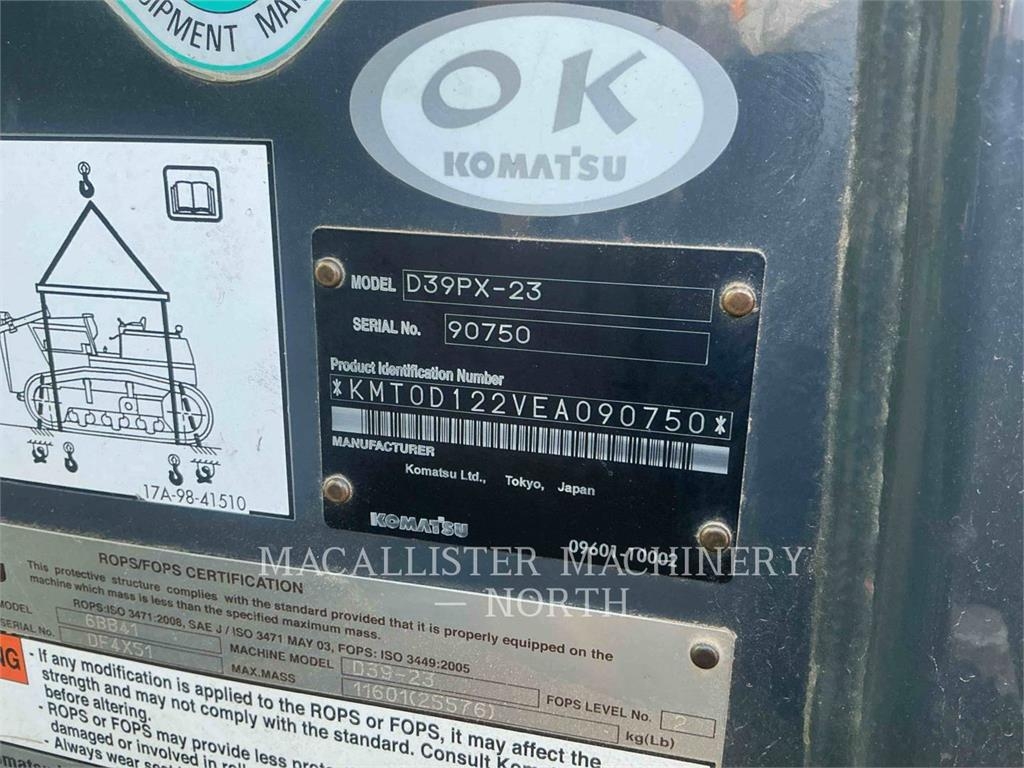 EQUIPMENT MAN
OK
KOMATSU
17A-98-41510
MODEL D39PX-23
SERIAL No. 90750
Product Identification Number
*KMT0D122VEA090750*
MANUFACTURER
Komatsu Ltd., Tokyo, Japan
KOMATSU
09601-10002
MACALLISTER MACHINERY
— NORTH —
ROPS/FOPS CERTIFICATION
This protective structure complies with the standard provided that it is properly equipped on the
machine which mass is less than the specified maximum mass.
ROPS:ISO 3471:2008, SAE J / ISO 3471 MAY 03, FOPS: ISO 3449:2005
MODEL 6BB41 MACHINE MODEL D39-23 FOPS LEVEL No. 2
SERIAL No. DF4X51 MAX.MASS 11601(25576) kg(Lb)
NG
- If any modification is applied to the ROPS or FOPS, it may affect the
strength and may not comply with the standard. Consult Kom
before altering.
- ROPS or FOPS may provide less prot
damaged or involved in roll
- Always wear seat
omatsu